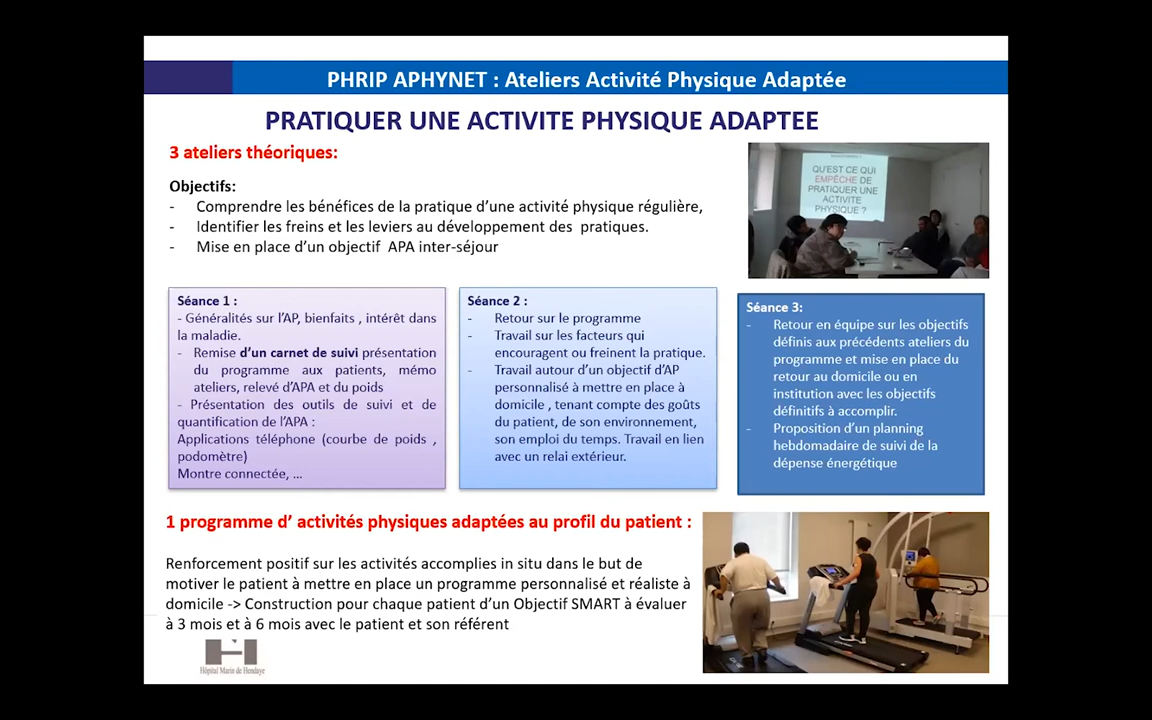 PHRIP APHYNET : Ateliers Activité Physique Adaptée
PRATIQUER UNE ACTIVITE PHYSIQUE ADAPTEE
3 ateliers théoriques:
Objectifs:
- Comprendre les bénéfices de la pratique d'une activité physique régulière,
- Identifier les freins et les leviers au développement des pratiques.
- Mise en place d'un objectif APA inter-séjour
QU'EST CE QUI
EMPÊCHE DE
PRATIQUER UNE
ACTIVITE
PHYSIQUE ?
Séance 1 :
- Généralités sur l'AP, bienfaits , intérêt dans
la maladie.
- Remise d'un carnet de suivi présentation
du programme aux patients, mémo
ateliers, relevé d'APA et du poids
- Présentation des outils de suivi et de
quantification de l'APA :
Applications téléphone (courbe de poids ,
podomètre)
Montre connectée, ...
Séance 2 :
- Retour sur le programme
- Travail sur les facteurs qui
encouragent ou freinent la pratique.
- Travail autour d'un objectif d'AP
personnalisé à mettre en place à
domicile , tenant compte des goûts
du patient, de son environnement,
son emploi du temps. Travail en lien
avec un relai extérieur.
Séance 3:
- Retour en équipe sur les objectifs
définis aux précédents ateliers du
programme et mise en place du
retour au domicile ou en
institution avec les objectifs
définitifs à accomplir.
- Proposition d'un planning
hebdomadaire de suivi de la
dépense énergétique
1 programme d' activités physiques adaptées au profil du patient :
Renforcement positif sur les activités accomplies in situ dans le but de
motiver le patient à mettre en place un programme personnalisé et réaliste à
domicile -> Construction pour chaque patient d'un Objectif SMART à évaluer
à 3 mois et à 6 mois avec le patient et son référent
Hôpital Marin de Hendaye